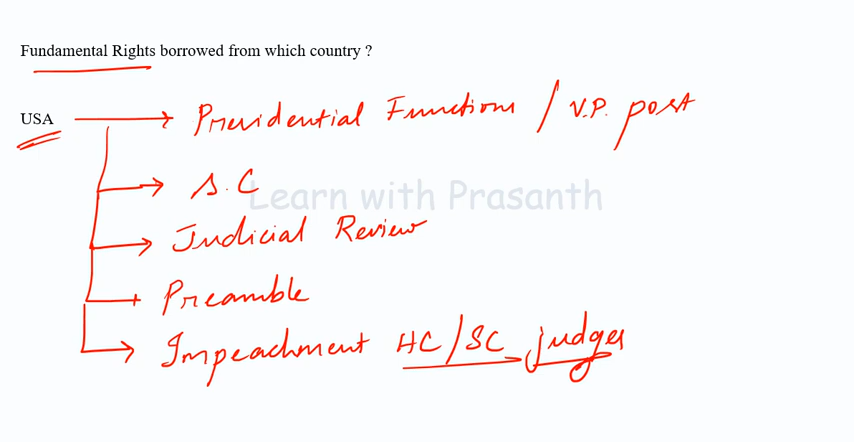 Fundamental Rights borrowed from which country ?
USA → Presidential Functions / V.P. post
→ S.C
Learn with Prasanth
→ Judicial Review
→ Preamble
→ Impeachment HC/SC judges